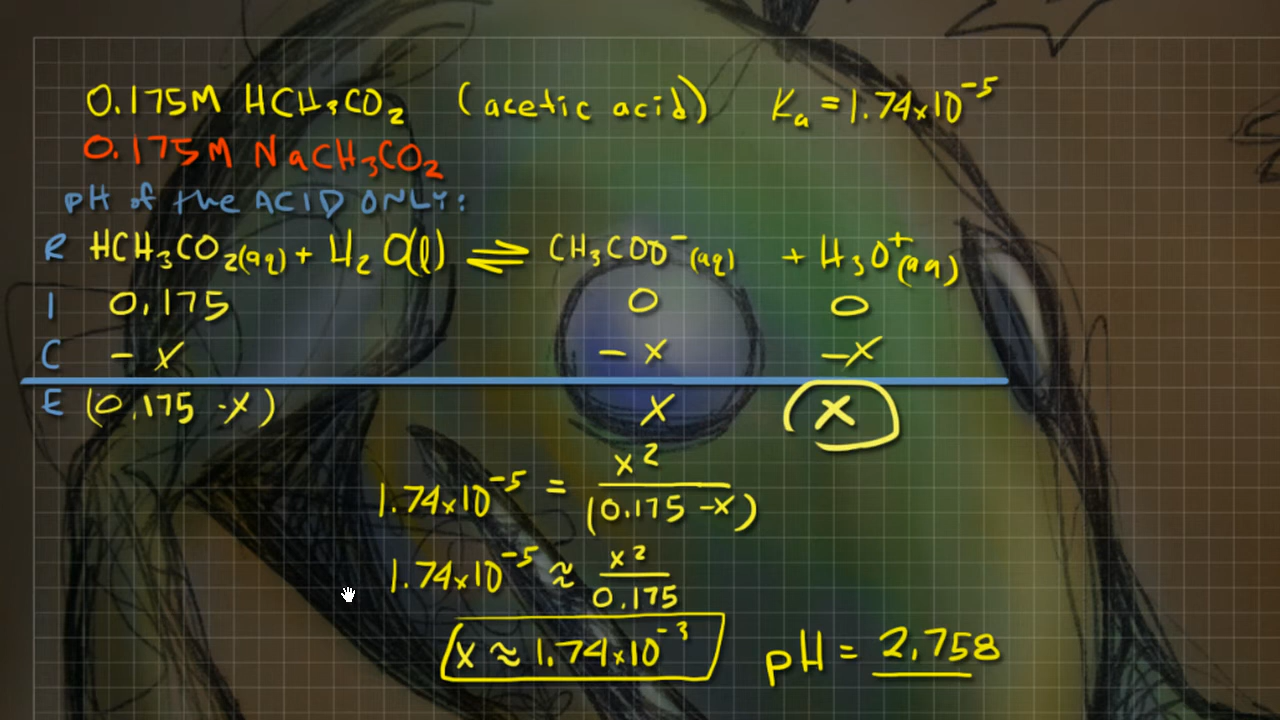 0.175M HCH₃CO₂ (acetic acid) Kₐ = 1.74x10⁻⁵
0.175M NaCH₃CO₂
pH of the ACID ONLY:
R HCH₃CO₂(aq) + H₂O(l) ⇌ CH₃COO⁻(aq) + H₃O⁺(aq)
I 0.175 0 0
C - x - x -x
E (0.175 -x) x x
1.74x10⁻⁵ = x² / (0.175 -x)
1.74x10⁻⁵ ≈ x² / 0.175
x ≈ 1.74x10⁻³ pH = 2.758